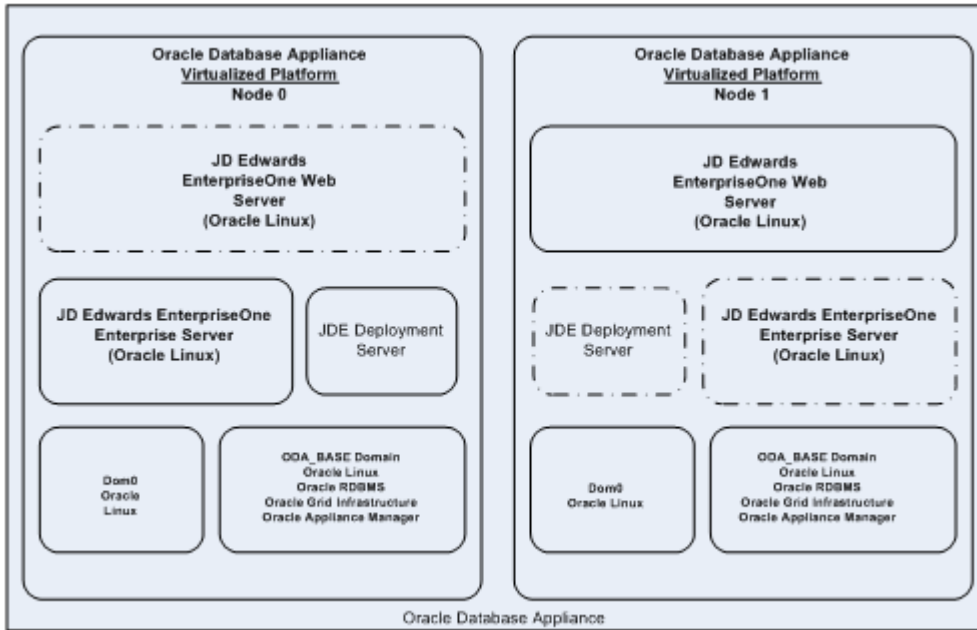 Oracle Database Appliance
Virtualized Platform
Node 0
JD Edwards
EnterpriseOne Web
Server
(Oracle Linux)
JD Edwards EnterpriseOne
Enterprise Server
(Oracle Linux)
JDE Deployment
Server
Dom0
Oracle
Linux
ODA_BASE Domain
Oracle Linux
Oracle RDBMS
Oracle Grid Infrastructure
Oracle Appliance Manager
Oracle Database Appliance
Virtualized Platform
Node 1
JD Edwards
EnterpriseOne Web
Server
(Oracle Linux)
JDE Deployment
Server
JD Edwards EnterpriseOne
Enterprise Server
(Oracle Linux)
Dom0
Oracle Linux
ODA_BASE Domain
Oracle Linux
Oracle RDBMS
Oracle Grid Infrastructure
Oracle Appliance Manager
Oracle Database Appliance